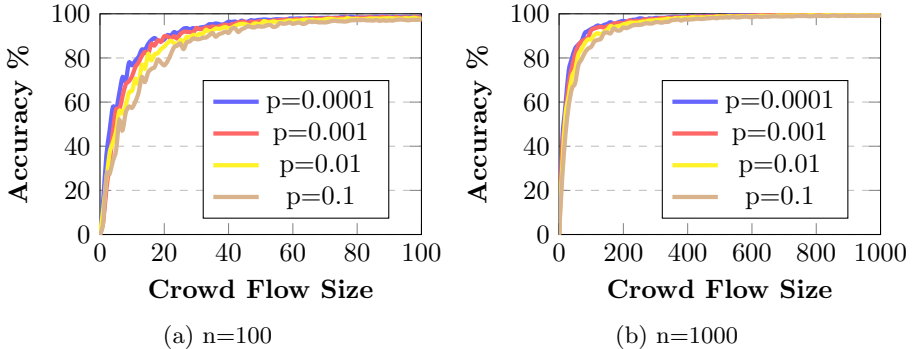 100
80
60
40
20
0
0 20 40 60 80 100
Accuracy %
Crowd Flow Size
p=0.0001
p=0.001
p=0.01
p=0.1
(a) n=100
100
80
60
40
20
0
0 200 400 600 800 1000
Accuracy %
Crowd Flow Size
p=0.0001
p=0.001
p=0.01
p=0.1
(b) n=1000